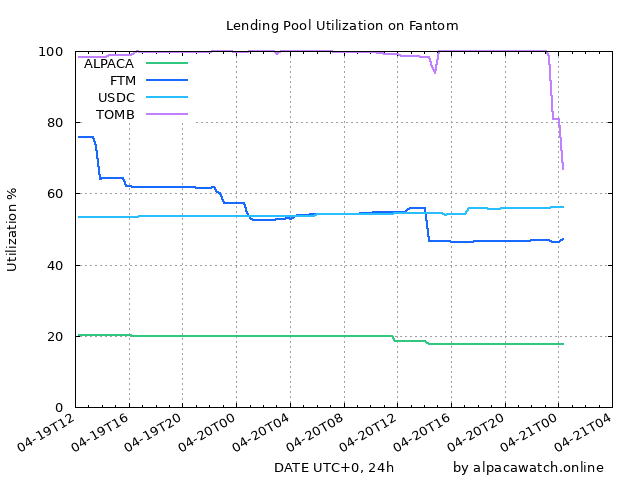 Lending Pool Utilization on Fantom
100
80
60
40
20
0
Utilization %
ALPACA
FTM
USDC
TOMB
04-19T12
04-19T16
04-19T20
04-20T00
04-20T04
04-20T08
04-20T12
04-20T16
04-20T20
04-21T00
04-21T04
DATE UTC+0, 24h
by alpacawatch.online